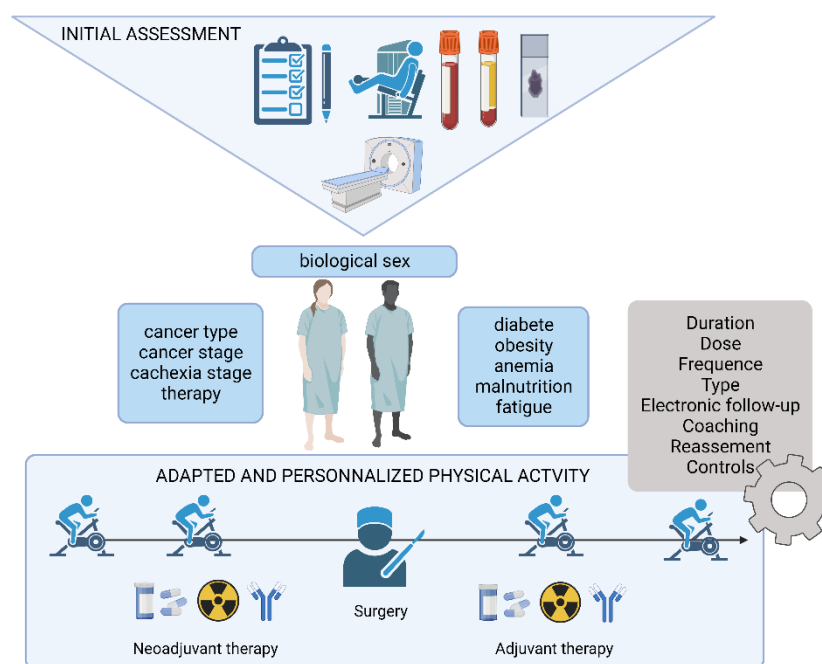 INITIAL ASSESSMENT
biological sex
cancer type
cancer stage
cachexia stage
therapy
diabete
obesity
anemia
malnutrition
fatigue
Duration
Dose
Frequence
Type
Electronic follow-up
Coaching
Reassement
Controls
ADAPTED AND PERSONNALIZED PHYSICAL ACTVITY
Surgery
Neoadjuvant therapy
Adjuvant therapy